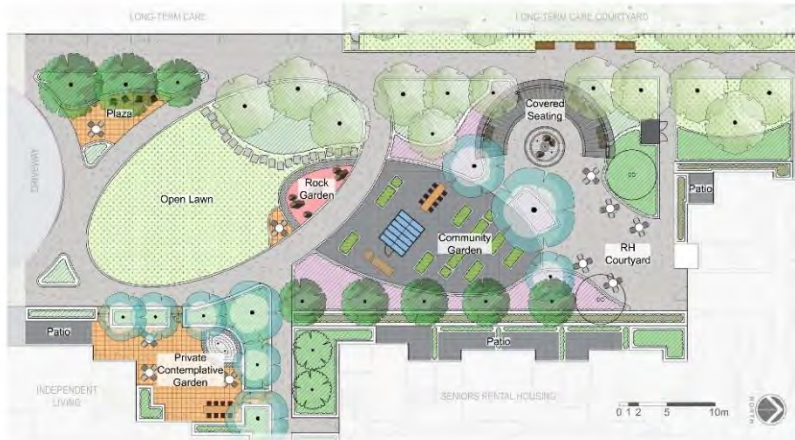 LONG-TERM CARE
LONG-TERM CARE COURTYARD
Plaza
Covered
Seating
DRIVEWAY
Open Lawn
Rock
Garden
Patio
Community
Garden
RH
Courtyard
Patio
Private
Contemplative
Garden
Patio
INDEPENDENT
LIVING
SENIORS RENTAL HOUSING
0 1 2 5 10m
NORTH